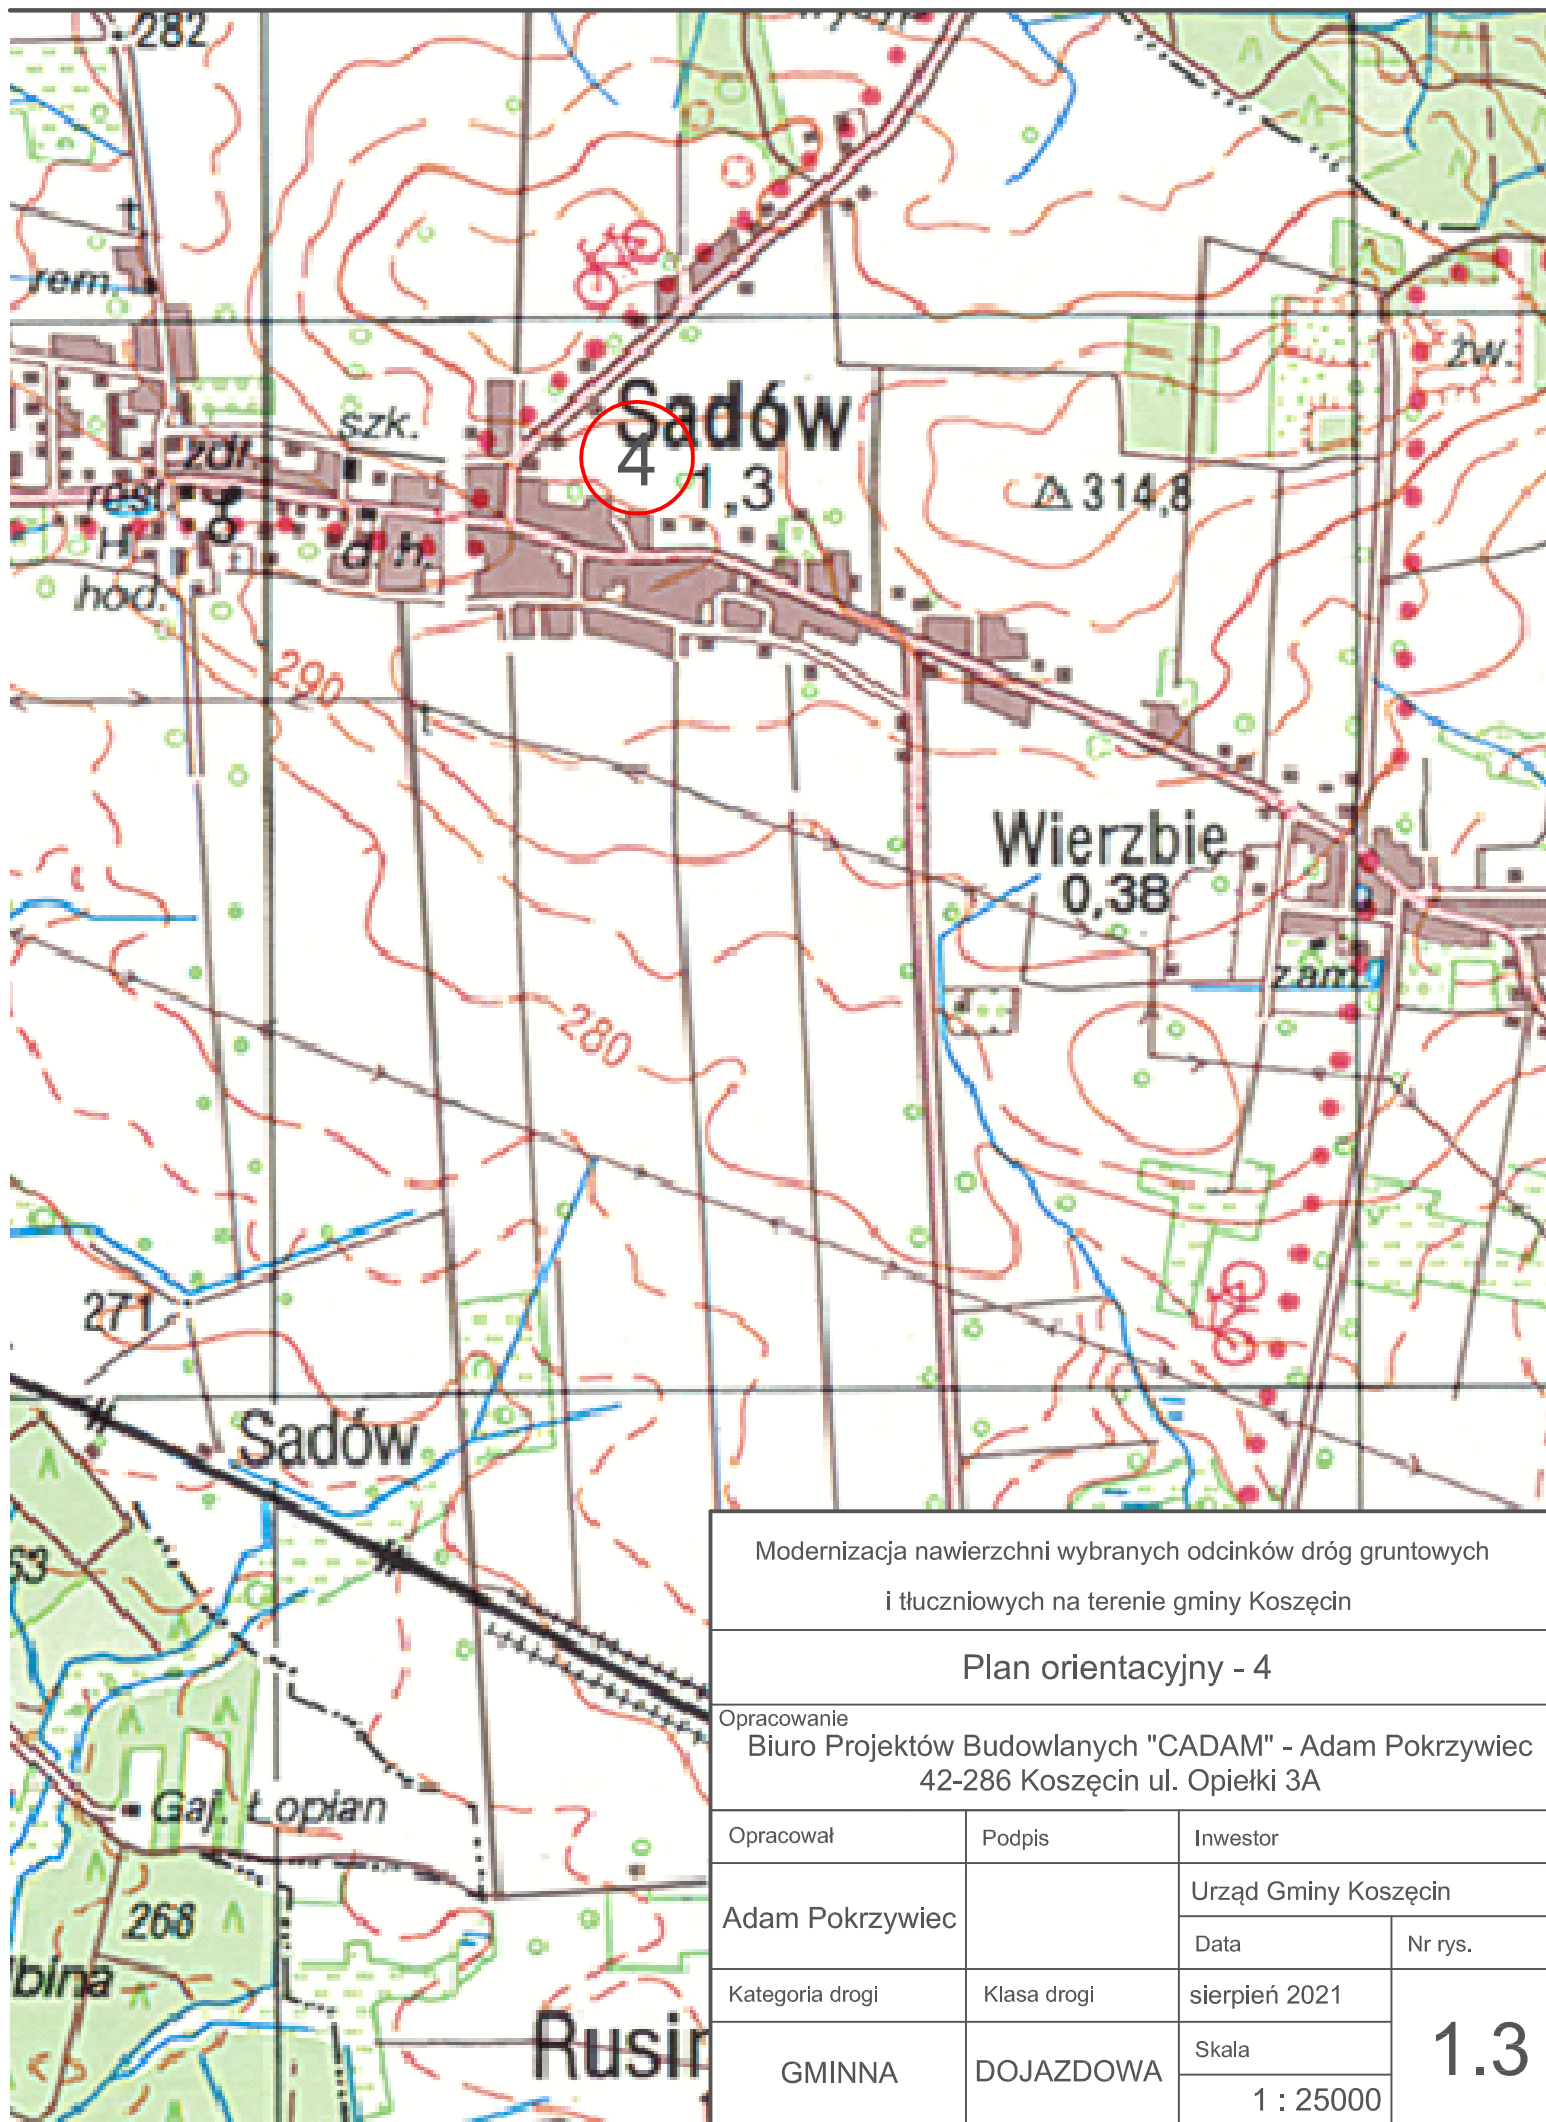 282
rem.
Sadów
1,3
4
szk.
zdr.
rest.
H
d. h.
hod.
żw.
314,8
290
t
Wierzbie
0,38
zam.
280
271
Sadów
63
Gaj. Łopian
268
bina
Rusin
Modernizacja nawierzchni wybranych odcinków dróg gruntowych
i tłuczniowych na terenie gminy Koszęcin
Plan orientacyjny - 4
Opracowanie
Biuro Projektów Budowlanych "CADAM" - Adam Pokrzywiec
42-286 Koszęcin ul. Opiełki 3A
Opracował Podpis Inwestor
Urząd Gminy Koszęcin
Adam Pokrzywiec
Data Nr rys.
Kategoria drogi Klasa drogi sierpień 2021
1.3
Skala
GMINNA DOJAZDOWA
1 : 25000